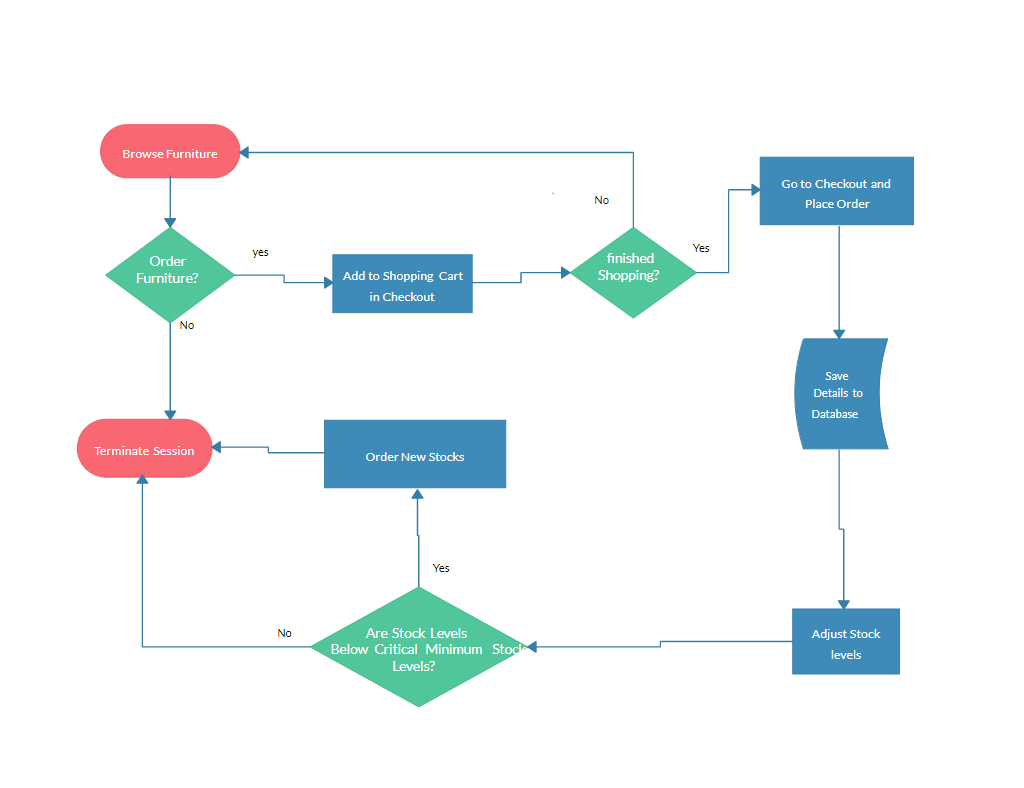 Browse Furniture
No
Go to Checkout and
Place Order
Order
Furniture?
yes
Add to Shopping Cart
in Checkout
finished
Shopping?
Yes
No
Save
Details to
Database
Terminate Session
Order New Stocks
Yes
No
Are Stock Levels
Below Critical Minimum Stock
Levels?
Adjust Stock
levels